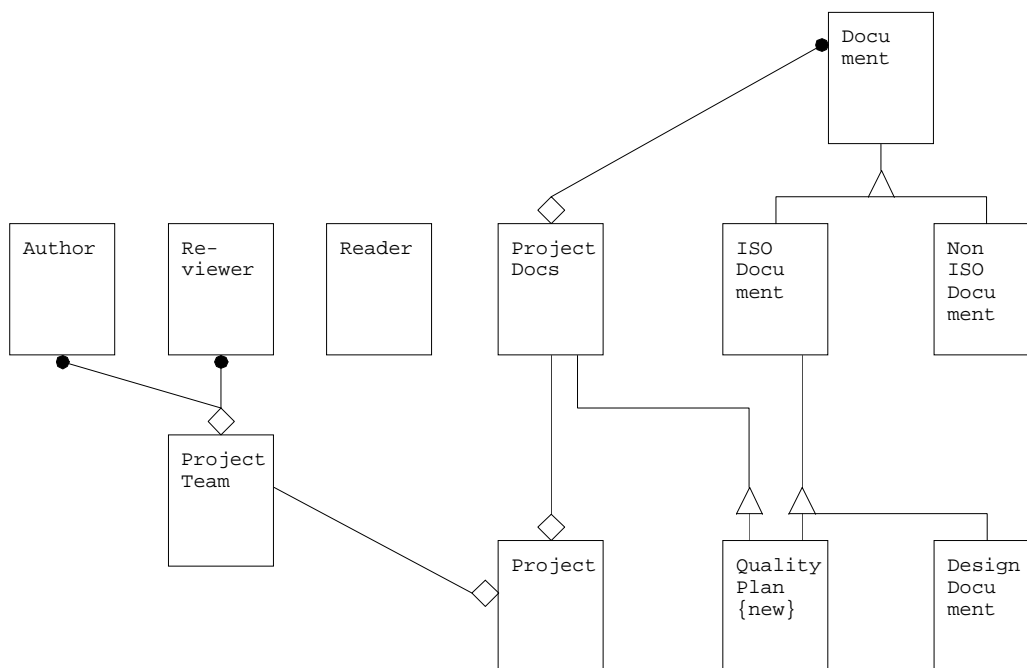 Docu
ment
Author
Re-
viewer
Reader
Project
Docs
ISO
Docu
ment
Non
ISO
Docu
ment
Project
Team
Project
Quality
Plan
{new}
Design
Docu
ment